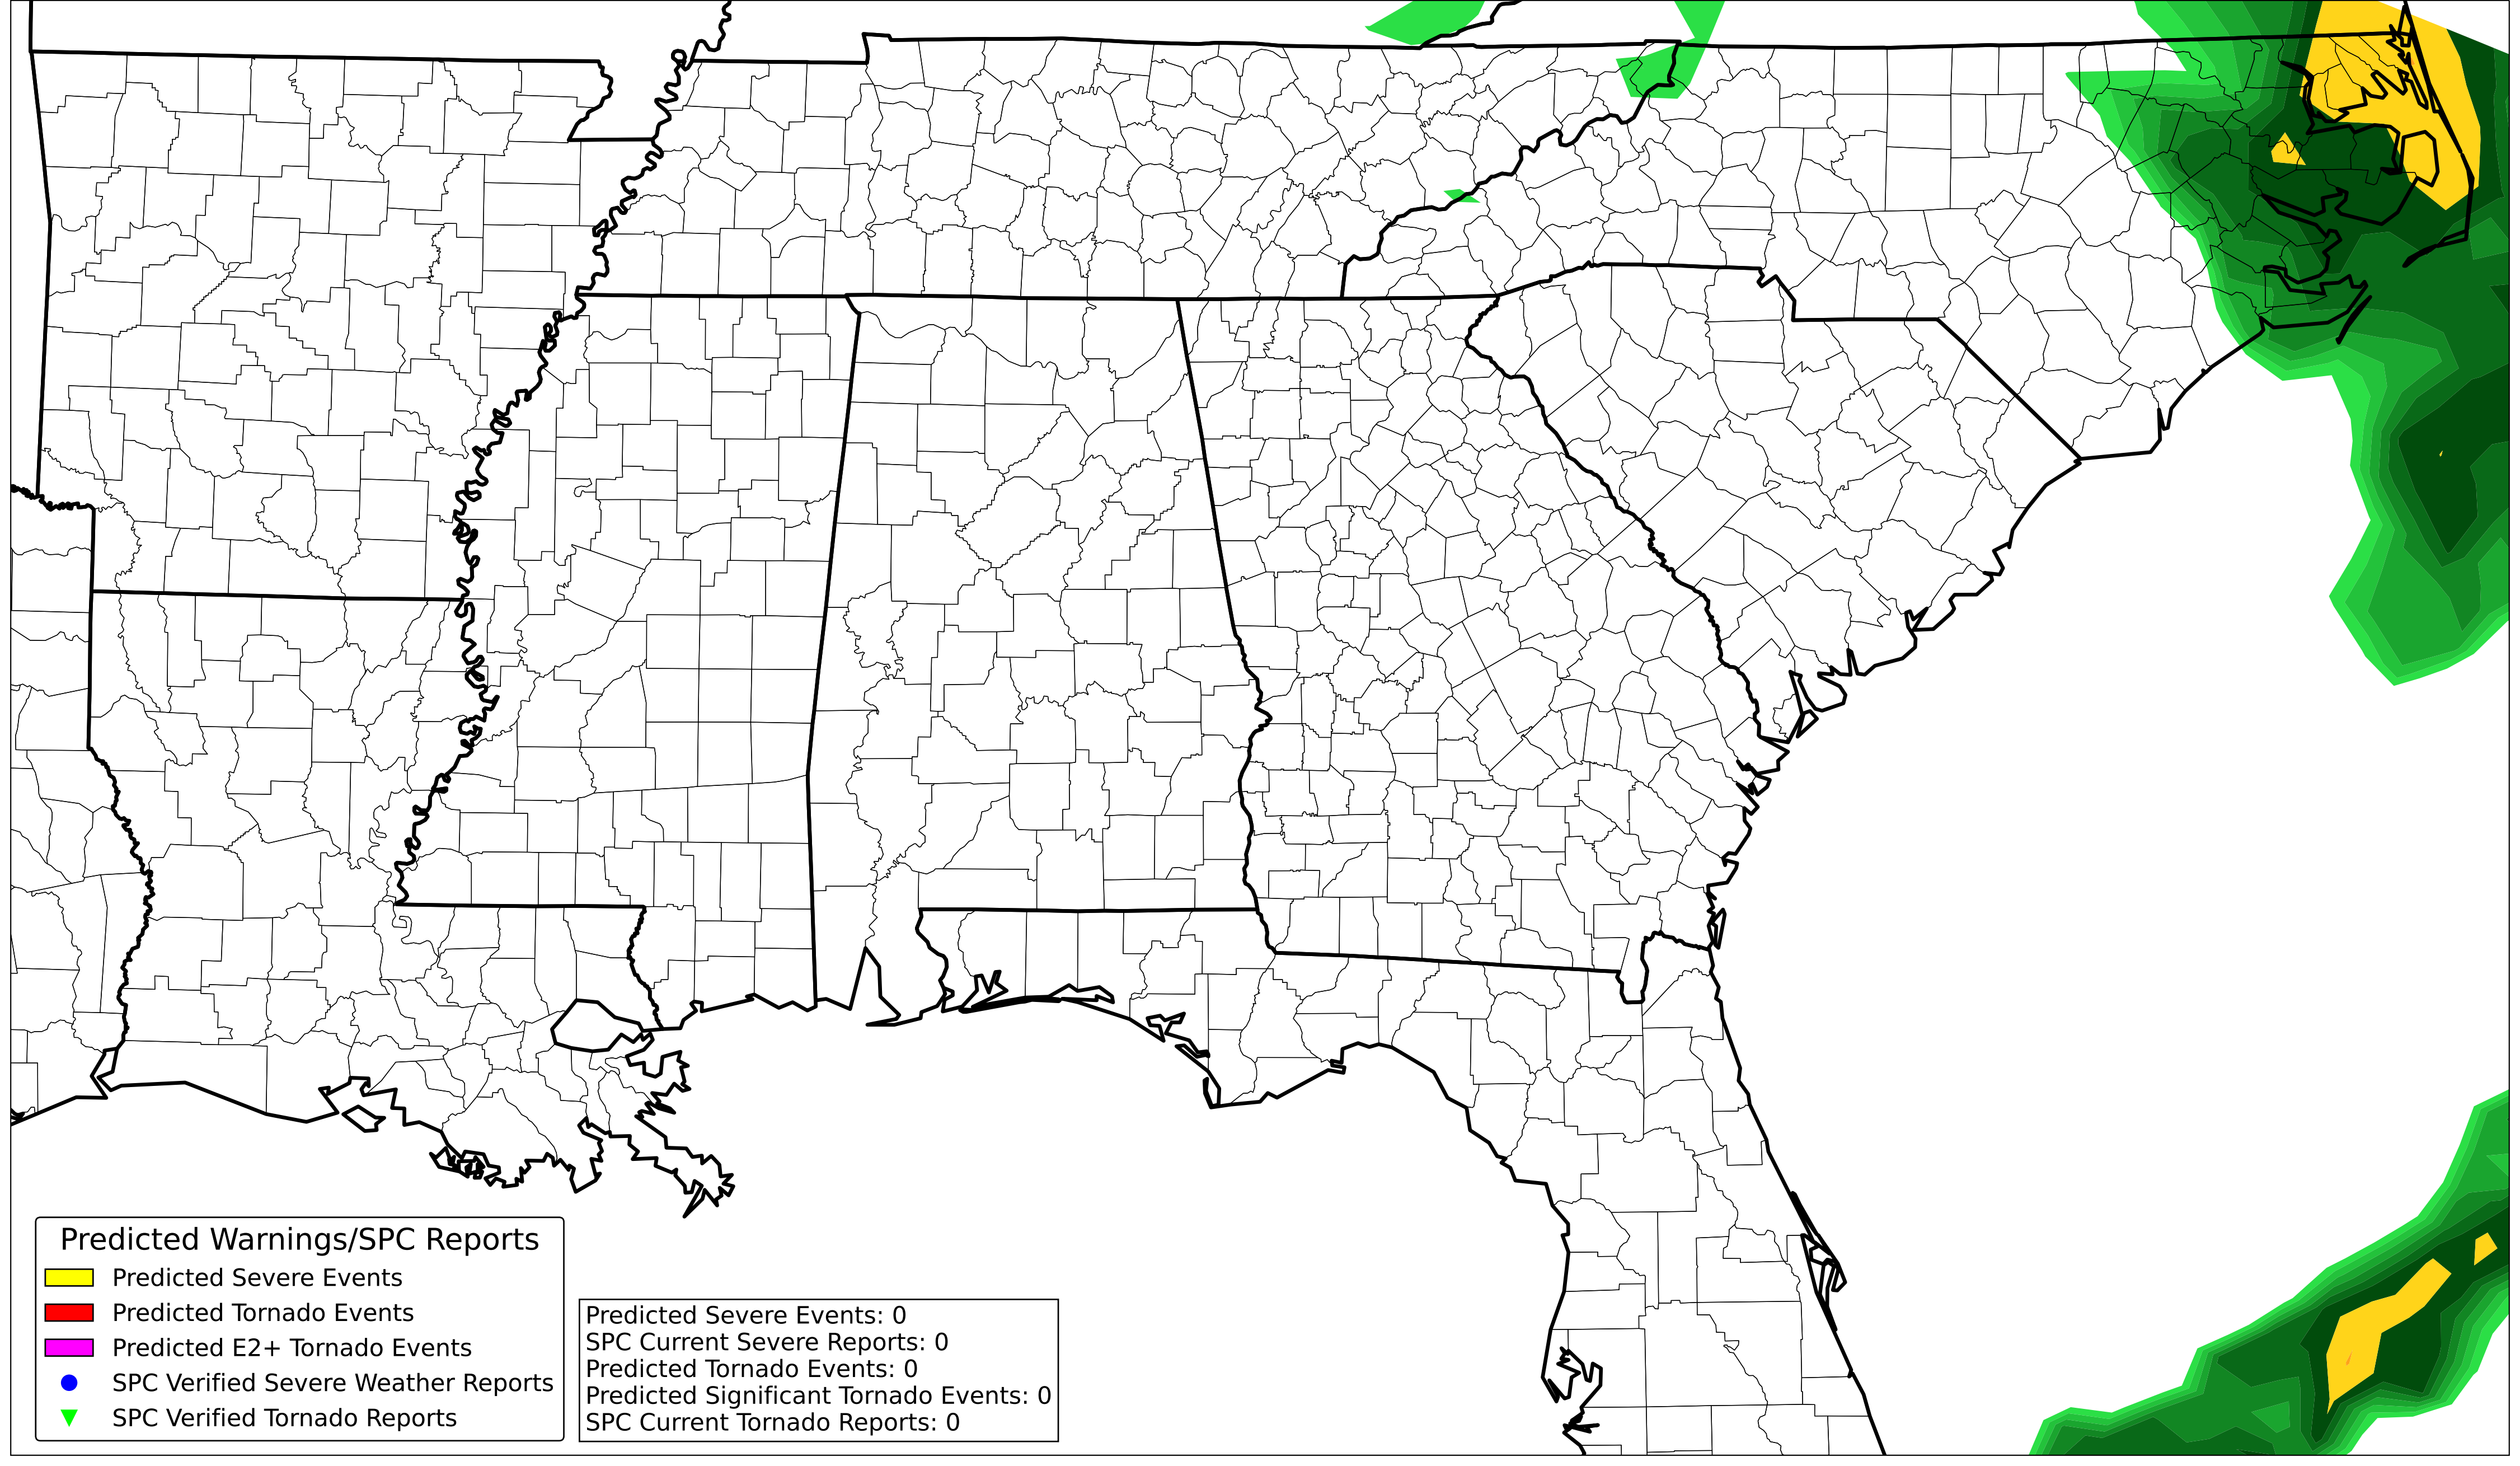 Predicted Warnings/SPC Reports
Predicted Severe Events
Predicted Tornado Events
Predicted E2+ Tornado Events
SPC Verified Severe Weather Reports
SPC Verified Tornado Reports
Predicted Severe Events: 0
SPC Current Severe Reports: 0
Predicted Tornado Events: 0
Predicted Significant Tornado Events: 0
SPC Current Tornado Reports: 0